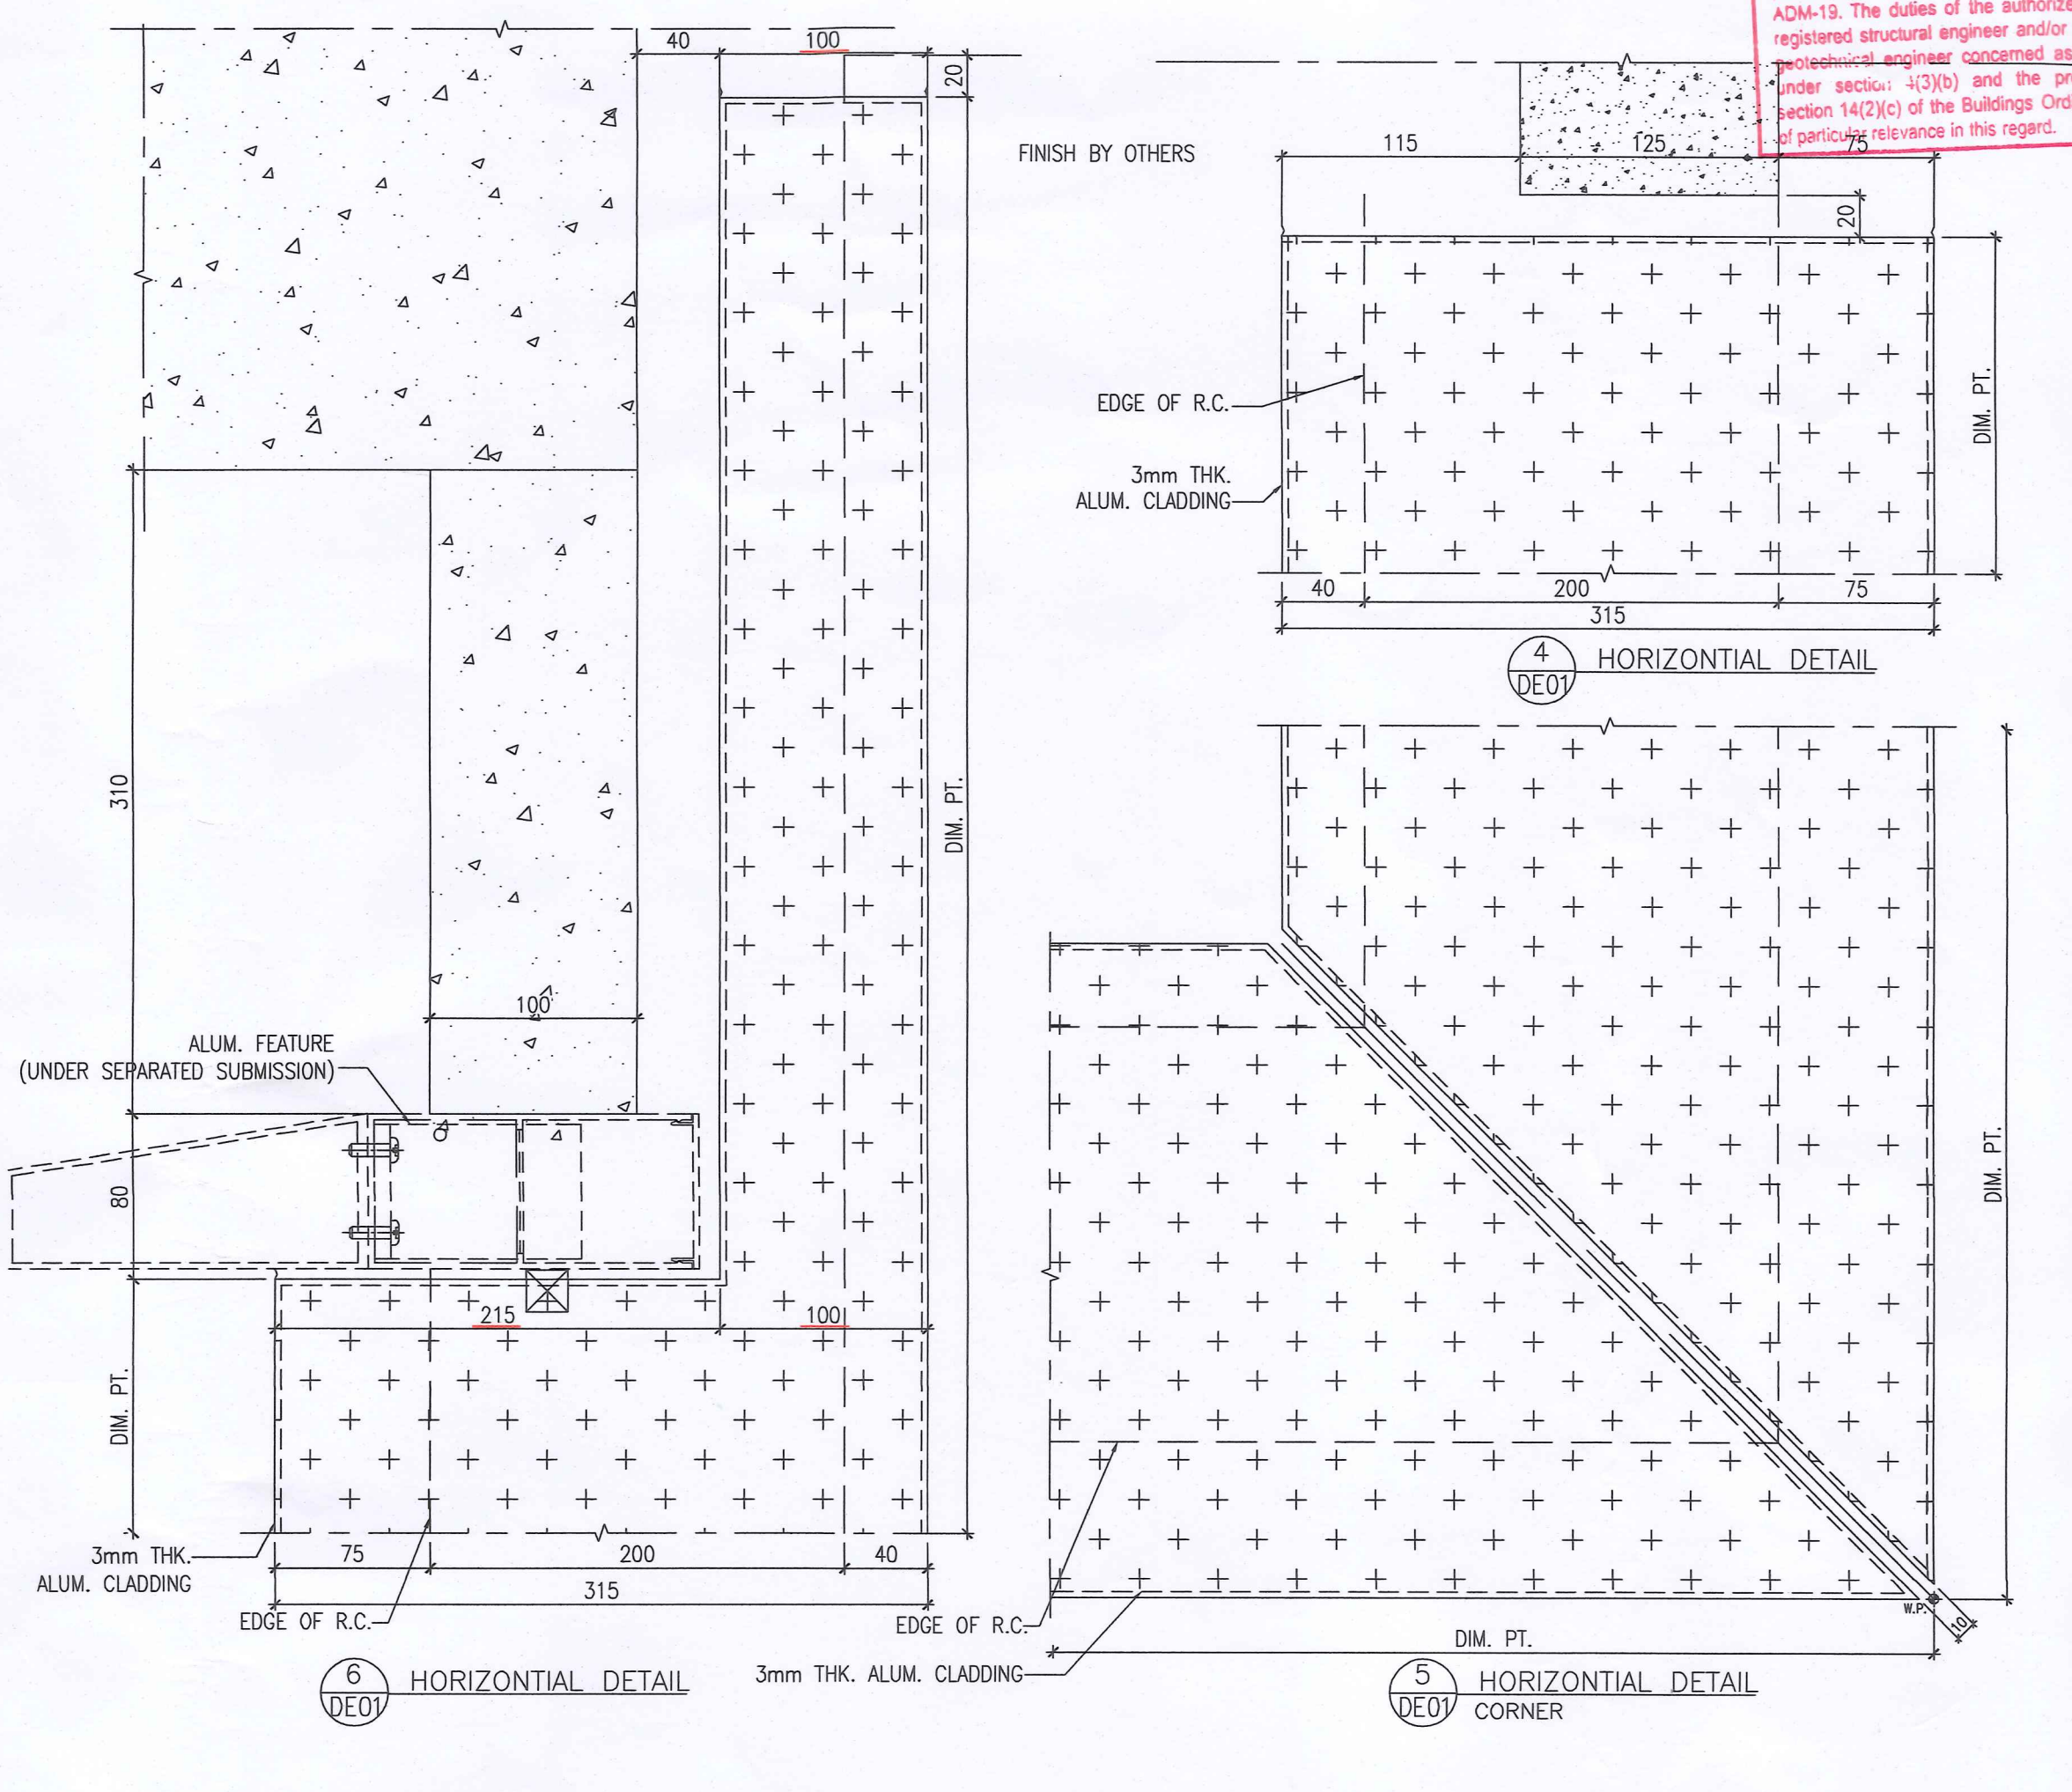 ADM-19. The duties of the
registered structural engineer and/or
geotechnical engineer concerned as
under section 4(3)(b) and the
section 14(2)(c) of the Buildings
of particular relevance in this regard.
40
100
20
310
100
DIM. PT.
ALUM. FEATURE
(UNDER SEPARATED SUBMISSION)
80
215
100
DIM. PT.
3mm THK.
ALUM. CLADDING
75
200
40
315
EDGE OF R.C.
6
DE01
HORIZONTIAL DETAIL
FINISH BY OTHERS
115
125
75
20
EDGE OF R.C.
3mm THK.
ALUM. CLADDING
DIM. PT.
40
200
75
315
4
DE01
HORIZONTIAL DETAIL
DIM. PT.
W.P.
10
EDGE OF R.C.
DIM. PT.
3mm THK. ALUM. CLADDING
5
DE01
HORIZONTIAL DETAIL
CORNER